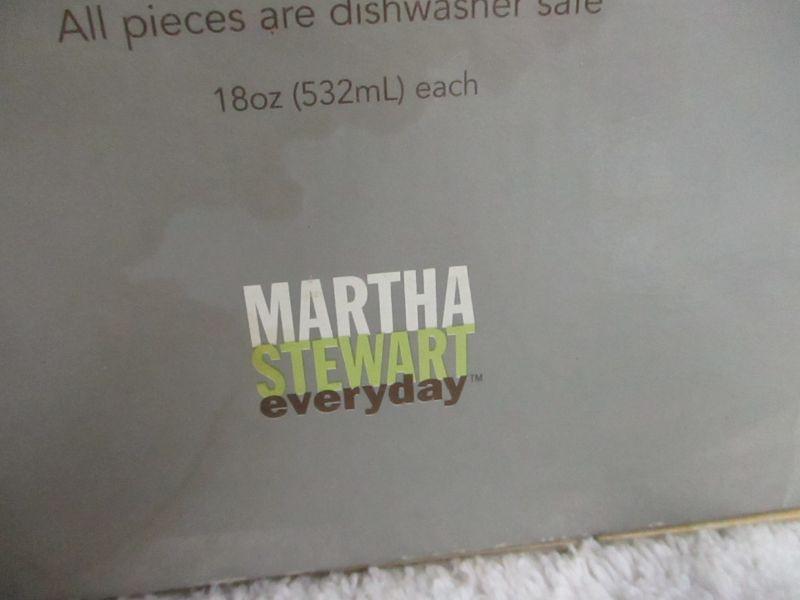 All pieces are dishwasher safe
18oz (532mL) each
MARTHA
STEWART
everyday™